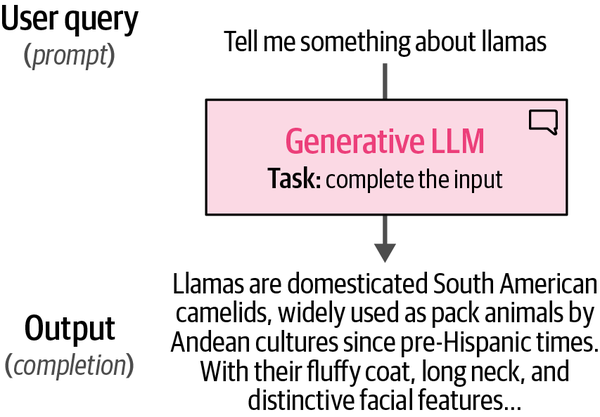 User query
(prompt)
Tell me something about llamas
Generative LLM
Task: complete the input
Output
(completion)
Llamas are domesticated South American
camelids, widely used as pack animals by
Andean cultures since pre-Hispanic times.
With their fluffy coat, long neck, and
distinctive facial features...